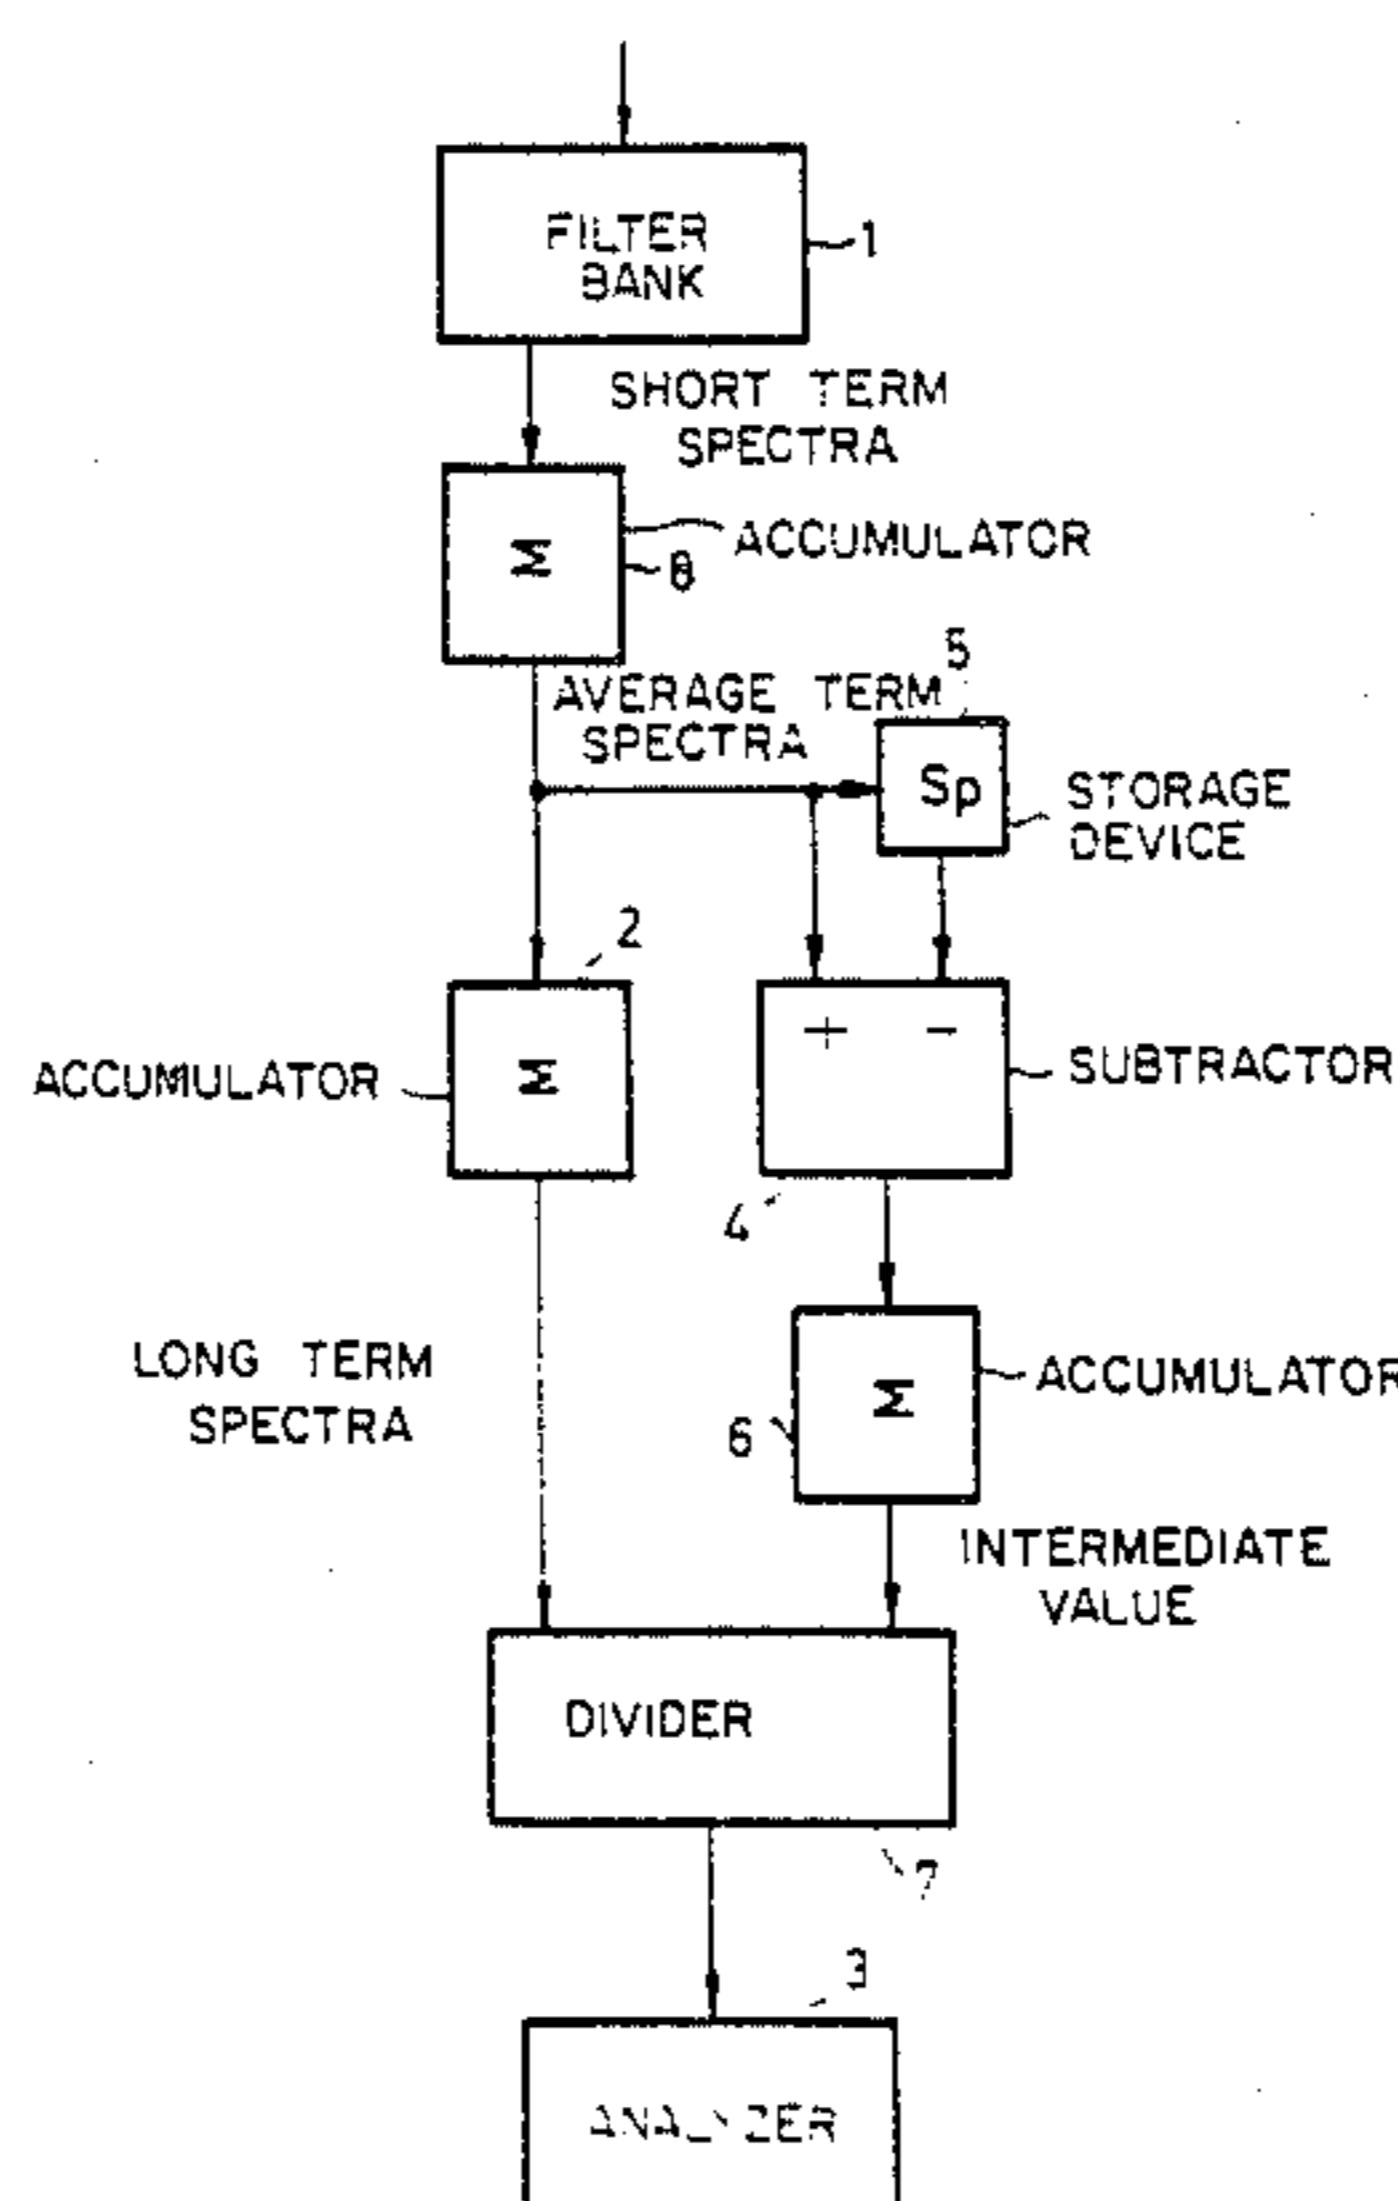 FILTER
BANK
1
SHORT TERM
SPECTRA
Σ
ACCUMULATOR
8
AVERAGE TERM
SPECTRA
5
Sp
STORAGE
DEVICE
2
ACCUMULATOR
Σ
+ -
SUBTRACTOR
4
LONG TERM
SPECTRA
Σ
ACCUMULATOR
6
INTERMEDIATE
VALUE
DIVIDER
7
3
ANALYZER